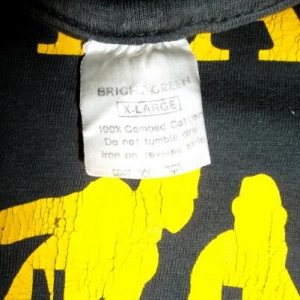 BRIGHT GREEN
X-LARGE
100% Combed Cotton
Do not tumble dry
Iron on reverse side